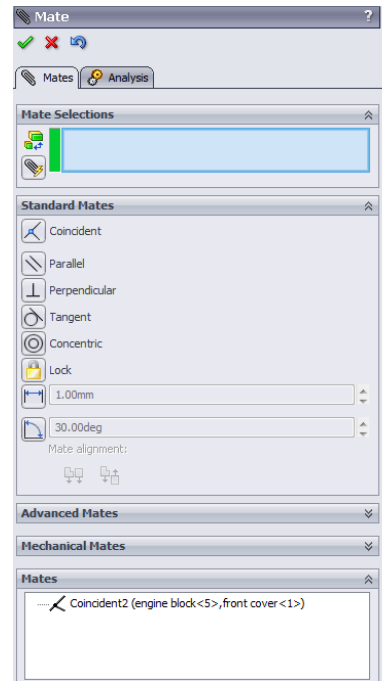 Mate ?
Mates Analysis
Mate Selections
Standard Mates
Coincident
Parallel
Perpendicular
Tangent
Concentric
Lock
1.00mm
30.00deg
Mate alignment:
Advanced Mates
Mechanical Mates
Mates
Coincident2 (engine block<5>,front cover<1>)